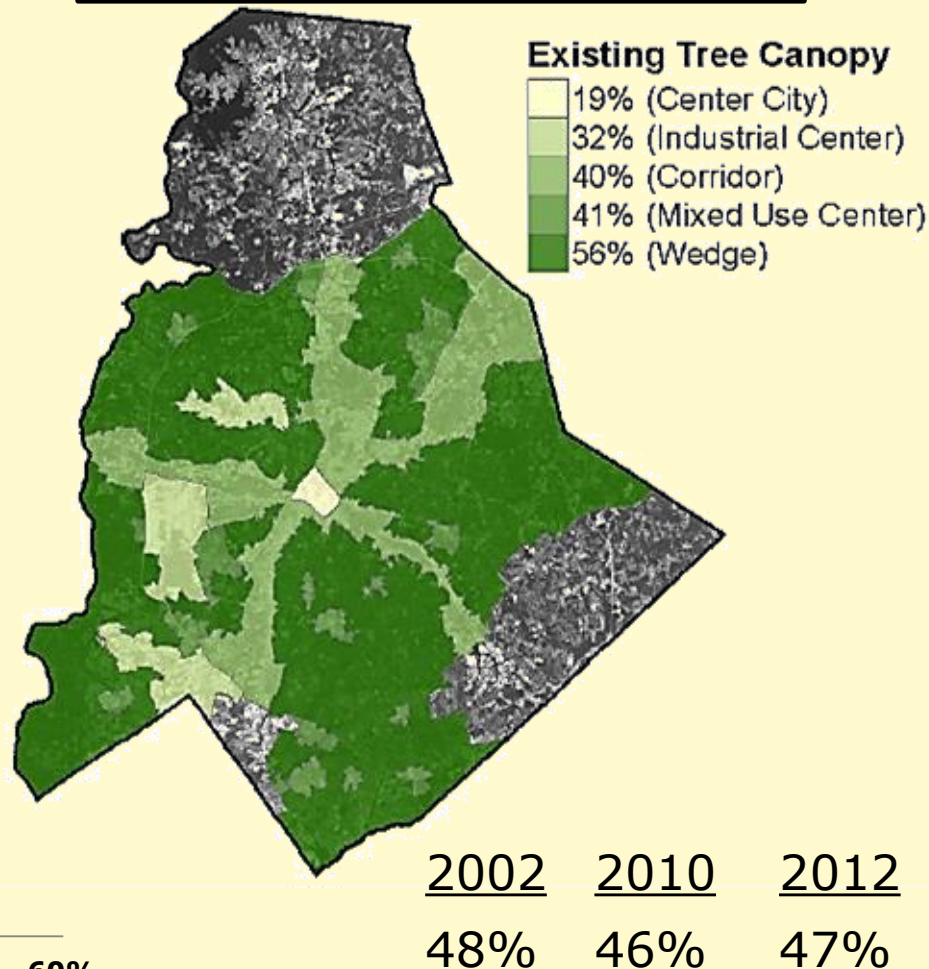 Existing Tree Canopy
19% (Center City)
32% (Industrial Center)
40% (Corridor)
41% (Mixed Use Center)
56% (Wedge)
2002 2010 2012
48% 46% 47%